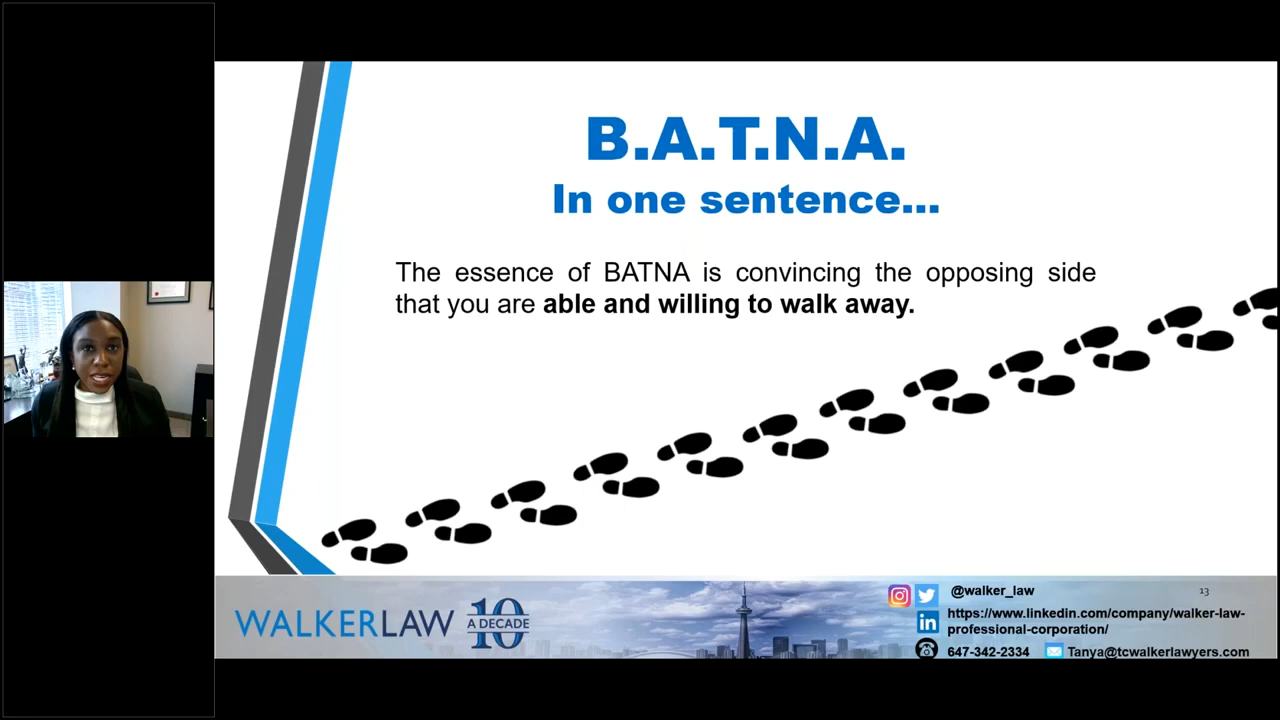 B.A.T.N.A.
In one sentence...
The essence of BATNA is convincing the opposing side
that you are able and willing to walk away.
WALKERLAW 10 A DECADE
@walker_law
13
https://www.linkedin.com/company/walker-law-
professional-corporation/
647-342-2334
Tanya@tcwalkerlawyers.com